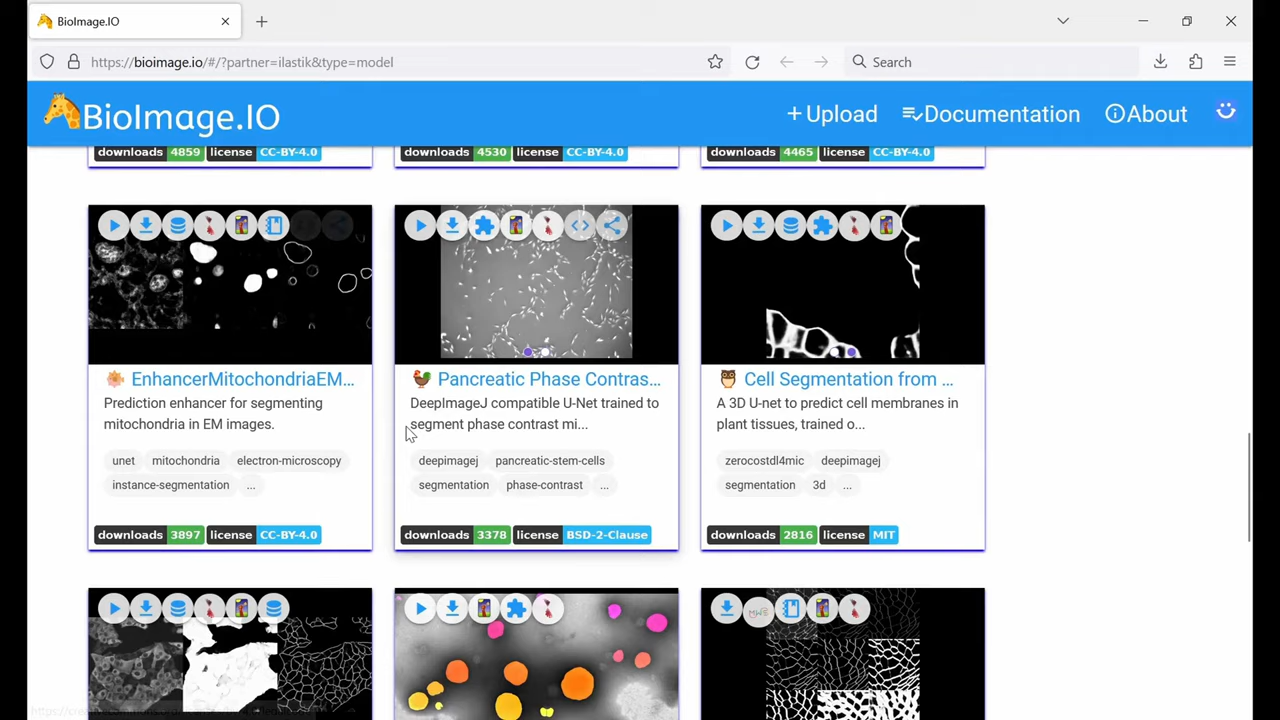 BioImage.IO
https://bioimage.io/#/?partner=ilastik&type=model
Search
BioImage.IO
+Upload
Documentation
About
downloads 4859 license CC-BY-4.0
downloads 4530 license CC-BY-4.0
downloads 4465 license CC-BY-4.0
EnhancerMitochondriaEM...
Prediction enhancer for segmenting
mitochondria in EM images.
unet mitochondria electron-microscopy
instance-segmentation ...
downloads 3897 license CC-BY-4.0
Pancreatic Phase Contras...
DeepImageJ compatible U-Net trained to
segment phase contrast mi...
deepimagej pancreatic-stem-cells
segmentation phase-contrast ...
downloads 3378 license BSD-2-Clause
Cell Segmentation from ...
A 3D U-net to predict cell membranes in
plant tissues, trained o...
zerocostdl4mic deepimagej
segmentation 3d ...
downloads 2816 license MIT